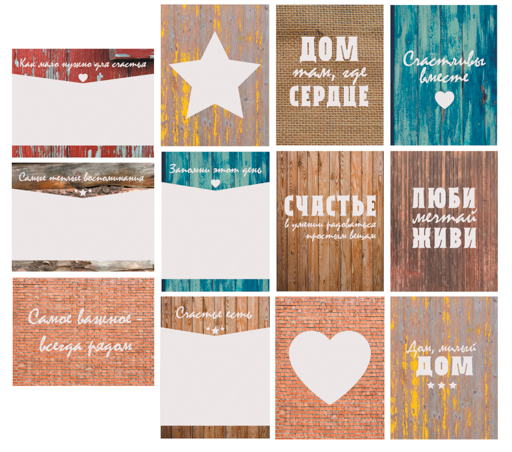 Как мало нужно для счастья
ДОМ
там, где
СЕРДЦЕ
Счастливы
вместе
Самые теплые воспоминания
Запомни этот день
СЧАСТЬЕ
в умении радоваться
простым вещам
ЛЮБИ
мечтай
ЖИВИ
Самое важное -
всегда рядом
Счастье есть
Дом, милый
ДОМ